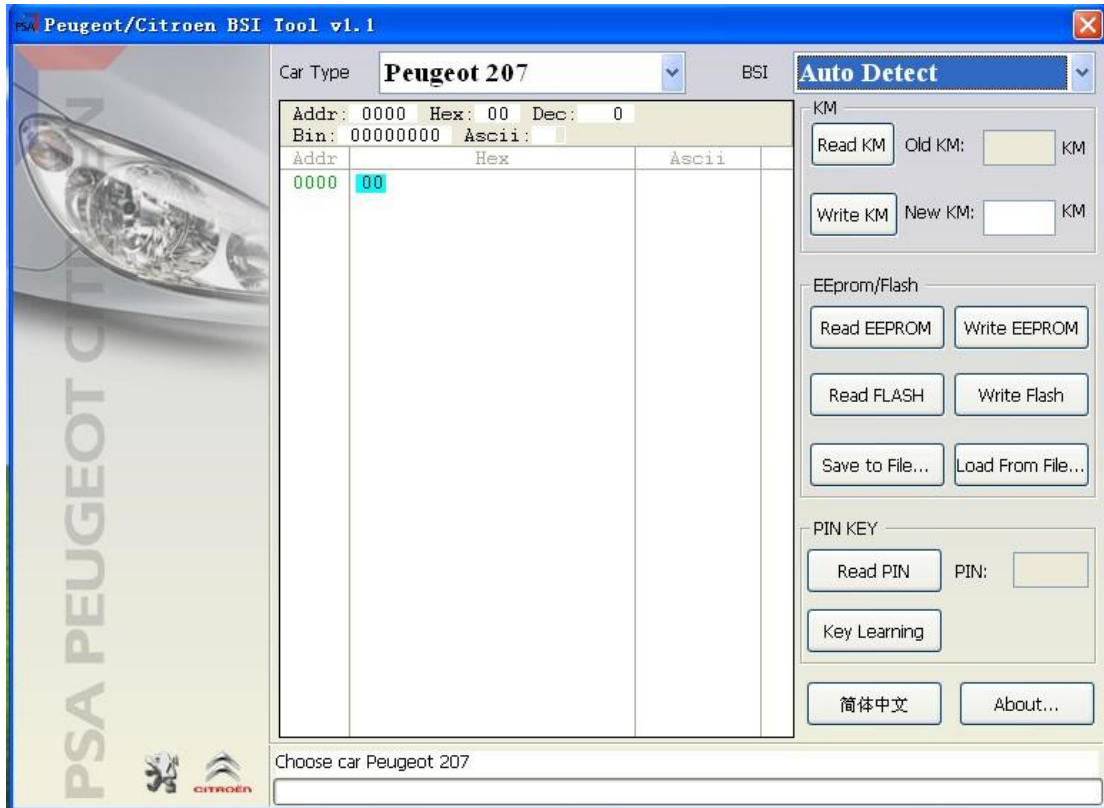 Peugeot/Citroen BSI Tool v1.1
Car Type Peugeot 207 BSI Auto Detect
Addr: 0000 Hex: 00 Dec: 0
Bin: 00000000 Ascii:
Addr Hex Ascii
0000 00
KM
Read KM Old KM: KM
Write KM New KM: KM
EEprom/Flash
Read EEPROM Write EEPROM
Read FLASH Write Flash
Save to File... Load From File...
PIN KEY
Read PIN PIN:
Key Learning
简体中文 About...
Choose car Peugeot 207
PSA PEUGEOT CITROEN
CITROËN